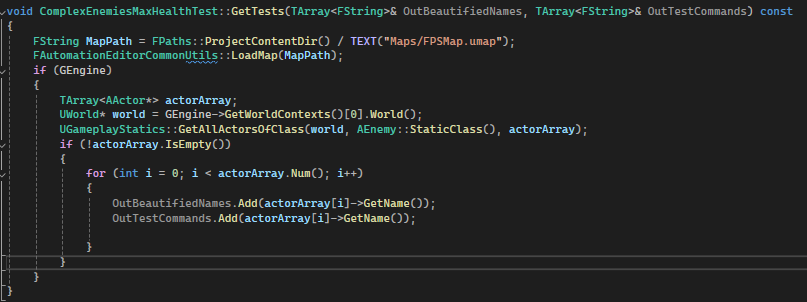 void ComplexEnemiesMaxHealthTest::GetTests(TArray<FString>& OutBeautifiedNames, TArray<FString>& OutTestCommands) const
{
FString MapPath = FPaths::ProjectContentDir() / TEXT("Maps/FPSMap.umap");
FAutomationEditorCommonUtils::LoadMap(MapPath);
if (GEngine)
{
TArray<AActor*> actorArray;
UWorld* world = GEngine->GetWorldContexts()[0].World();
UGameplayStatics::GetAllActorsOfClass(world, AEnemy::StaticClass(), actorArray);
if (!actorArray.IsEmpty())
{
for (int i = 0; i < actorArray.Num(); i++)
{
OutBeautifiedNames.Add(actorArray[i]->GetName());
OutTestCommands.Add(actorArray[i]->GetName());
}
}
}
}